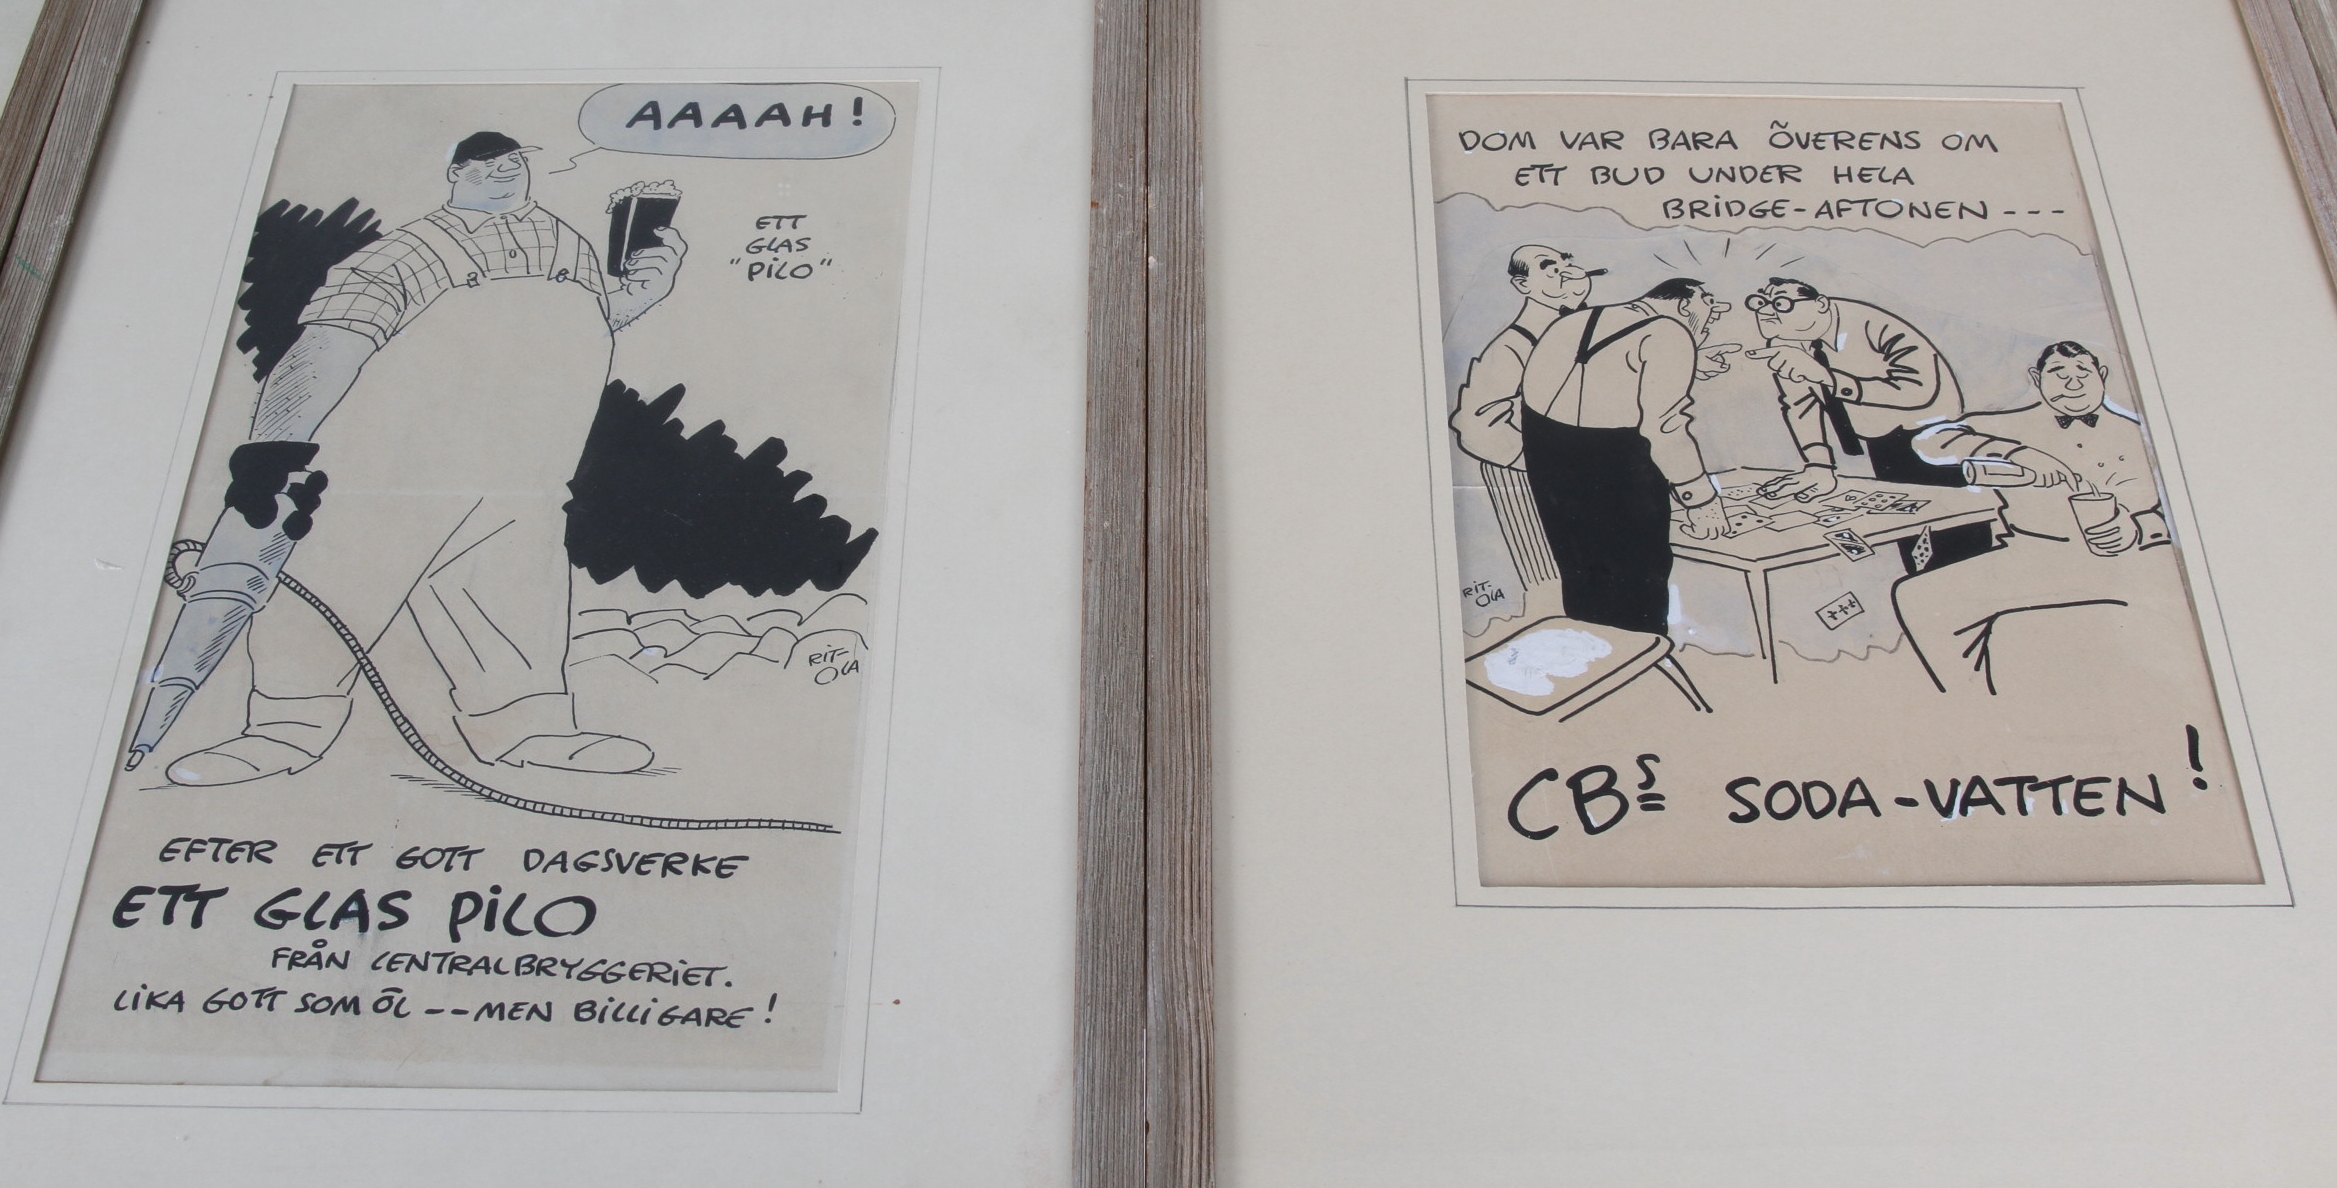 AAAAH!
ETT
GLAS
"PILO"
RIT-
OLA
EFTER ETT GOTT DAGSVERKE
ETT GLAS PILO
FRÅN CENTRALBRYGGERIET.
LIKA GOTT SOM ÖL -- MEN BILLIGARE!
DOM VAR BARA ÖVERENS OM
ETT BUD UNDER HELA
BRIDGE-AFTONEN ---
RIT-
OLA
CBS SODA-VATTEN!